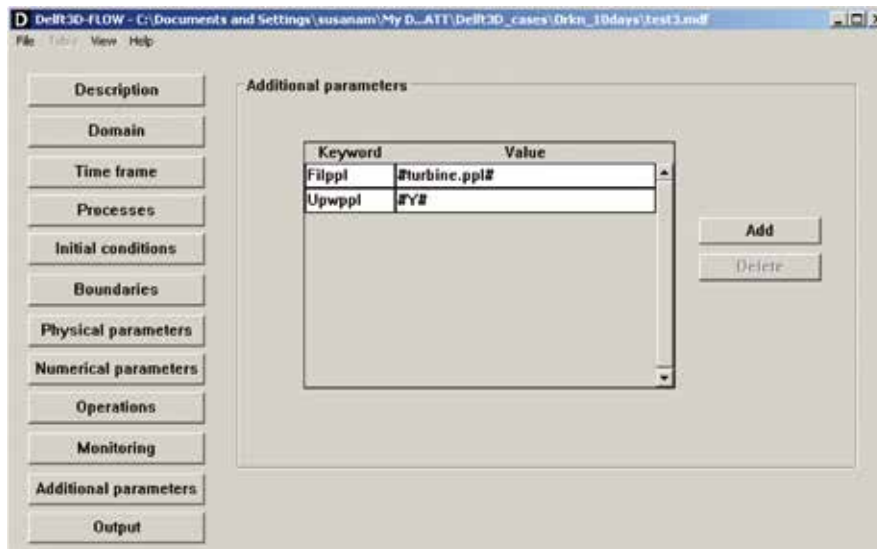 Delft3D-FLOW - C:\Documents and Settings\susanam\My D...ATT\Delft3D_cases\Orkn_10days\test3.mdf
File Table View Help
Description
Domain
Time frame
Processes
Initial conditions
Boundaries
Physical parameters
Numerical parameters
Operations
Monitoring
Additional parameters
Output
Additional parameters
Keyword Value
Filppl #turbine.ppl#
Upwppl #Y#
Add
Delete